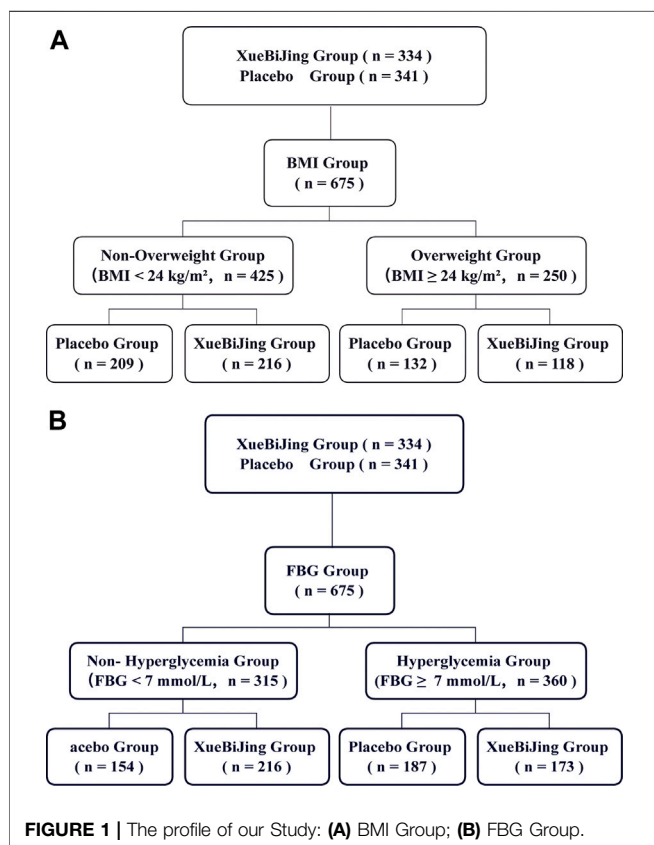 A
XueBiJing Group ( n = 334 )
Placebo Group ( n = 341 )
BMI Group
( n = 675 )
Non-Overweight Group
（BMI < 24 kg/m², n = 425 ）
Overweight Group
（BMI ≥ 24 kg/m², n = 250 ）
Placebo Group
( n = 209 )
XueBiJing Group
( n = 216 )
Placebo Group
( n = 132 )
XueBiJing Group
( n = 118 )
B
XueBiJing Group ( n = 334 )
Placebo Group ( n = 341 )
FBG Group
( n = 675 )
Non- Hyperglycemia Group
（FBG < 7 mmol/L, n = 315 )
Hyperglycemia Group
(FBG ≥ 7 mmol/L, n = 360 )
acebo Group
( n = 154 )
XueBiJing Group
( n = 216 )
Placebo Group
( n = 187 )
XueBiJing Group
( n = 173 )
FIGURE 1 | The profile of our Study: (A) BMI Group; (B) FBG Group.